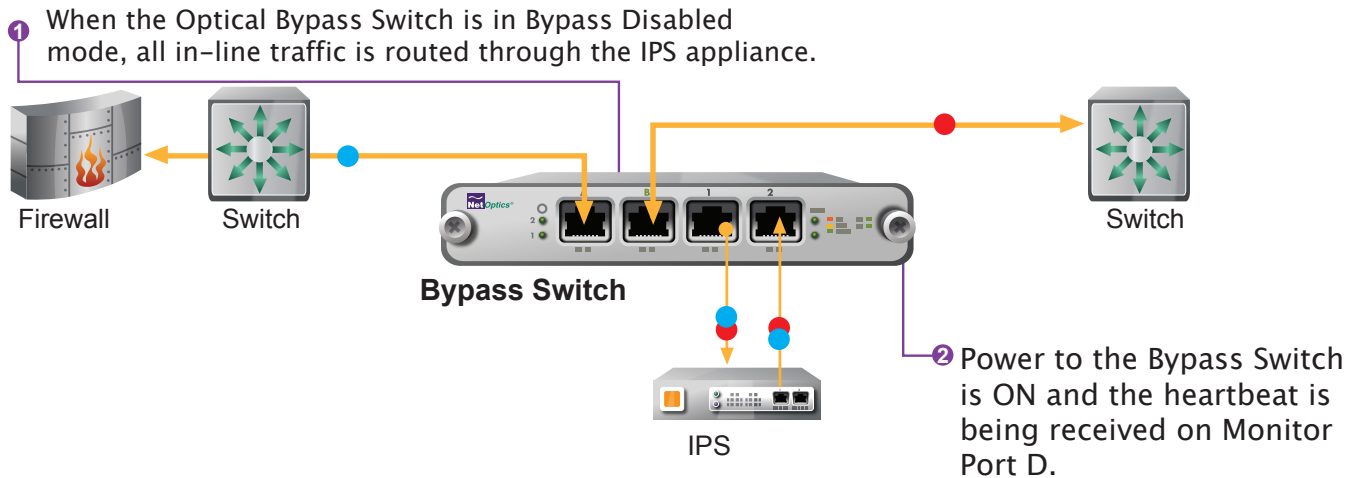 1 When the Optical Bypass Switch is in Bypass Disabled
mode, all in-line traffic is routed through the IPS appliance.
Firewall
Switch
Switch
Net Optics®
B
1
2
2
1
Bypass Switch
IPS
2 Power to the Bypass Switch
is ON and the heartbeat is
being received on Monitor
Port D.